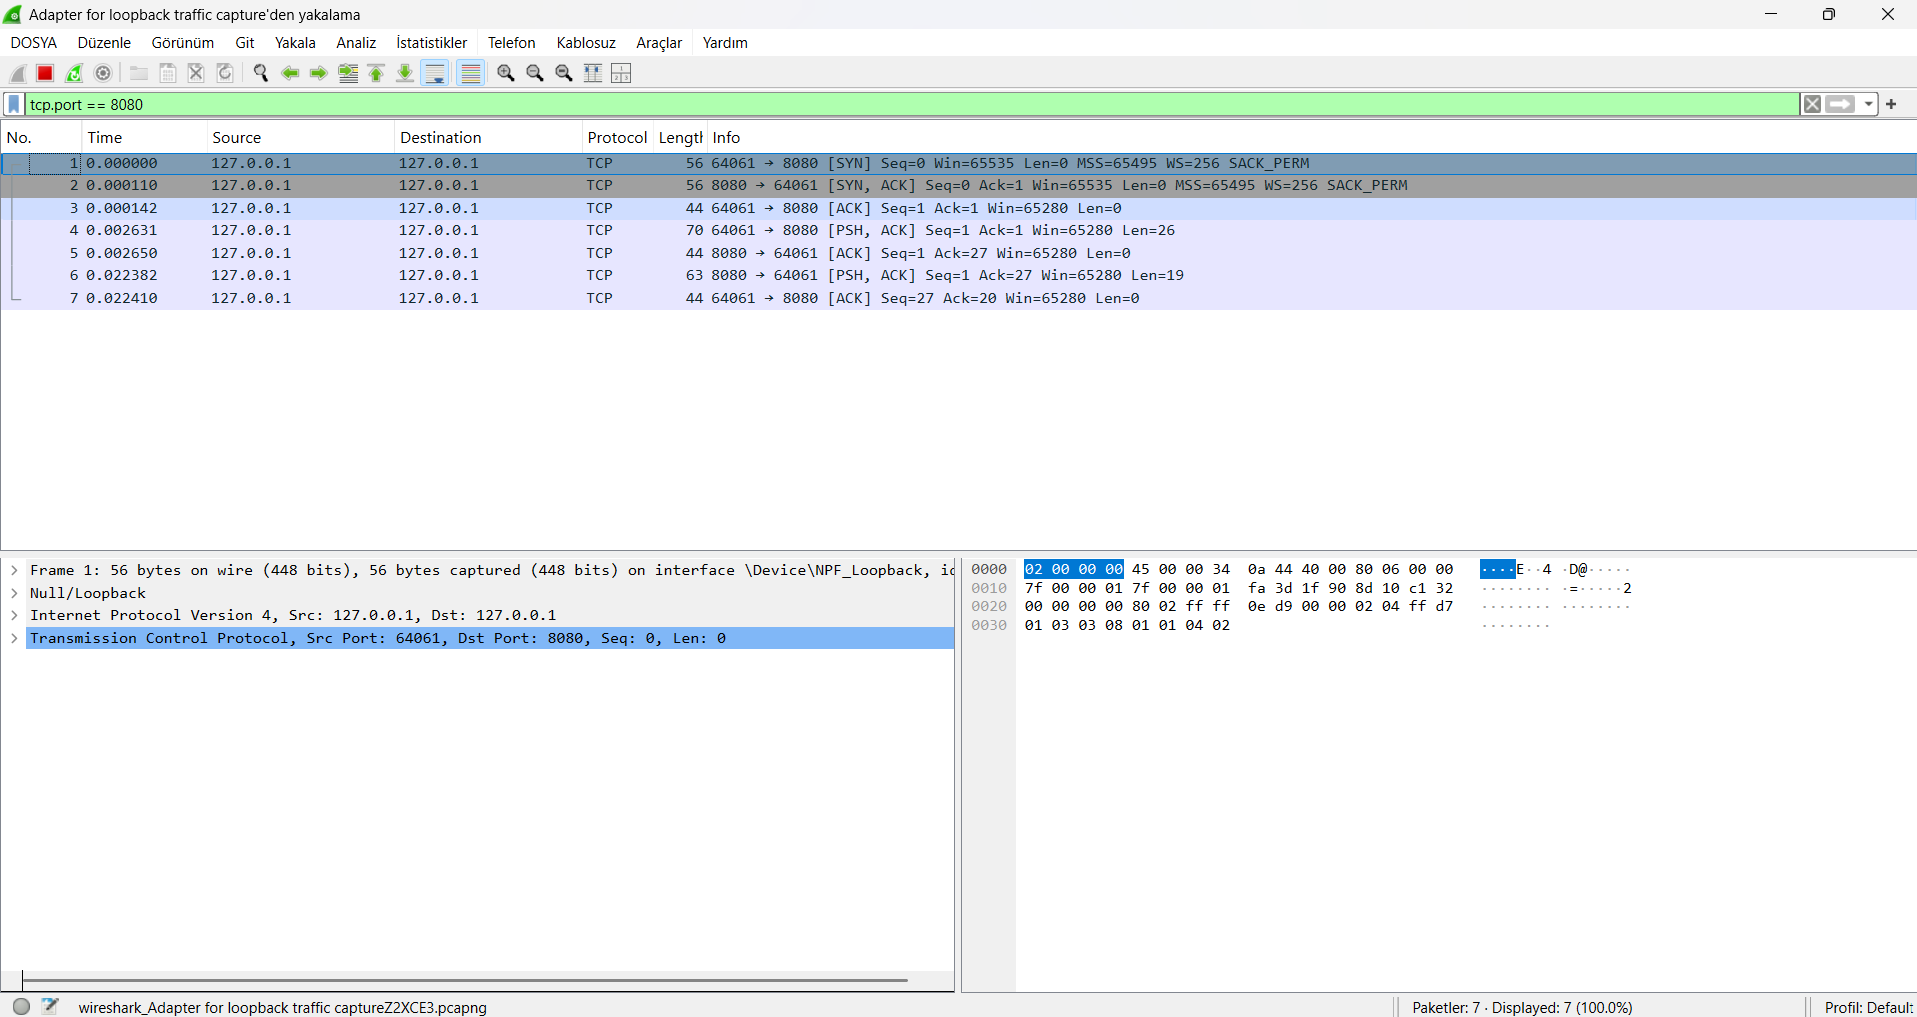 Adapter for loopback traffic capture'den yakalama
DOSYA Düzenle Görünüm Git Yakala Analiz İstatistikler Telefon Kablosuz Araçlar Yardım
tcp.port == 8080
No. Time Source Destination Protocol Length Info
1 0.000000 127.0.0.1 127.0.0.1 TCP 56 64061 → 8080 [SYN] Seq=0 Win=65535 Len=0 MSS=65495 WS=256 SACK_PERM
2 0.000110 127.0.0.1 127.0.0.1 TCP 56 8080 → 64061 [SYN, ACK] Seq=0 Ack=1 Win=65535 Len=0 MSS=65495 WS=256 SACK_PERM
3 0.000142 127.0.0.1 127.0.0.1 TCP 44 64061 → 8080 [ACK] Seq=1 Ack=1 Win=65280 Len=0
4 0.002631 127.0.0.1 127.0.0.1 TCP 70 64061 → 8080 [PSH, ACK] Seq=1 Ack=1 Win=65280 Len=26
5 0.002650 127.0.0.1 127.0.0.1 TCP 44 8080 → 64061 [ACK] Seq=1 Ack=27 Win=65280 Len=0
6 0.022382 127.0.0.1 127.0.0.1 TCP 63 8080 → 64061 [PSH, ACK] Seq=1 Ack=27 Win=65280 Len=19
7 0.022410 127.0.0.1 127.0.0.1 TCP 44 64061 → 8080 [ACK] Seq=27 Ack=20 Win=65280 Len=0
Frame 1: 56 bytes on wire (448 bits), 56 bytes captured (448 bits) on interface \Device\NPF_Loopback, id
Null/Loopback
Internet Protocol Version 4, Src: 127.0.0.1, Dst: 127.0.0.1
Transmission Control Protocol, Src Port: 64061, Dst Port: 8080, Seq: 0, Len: 0
0000 02 00 00 00 45 00 00 34 0a 44 40 00 80 06 00 00 ····E··4 ·D@·····
0010 7f 00 00 01 7f 00 00 01 fa 3d 1f 90 8d 10 c1 32 ········ ·=·····2
0020 00 00 00 00 80 02 ff ff 0e d9 00 00 02 04 ff d7 ········ ········
0030 01 03 03 08 01 01 04 02 ········
wireshark_Adapter for loopback traffic captureZ2XCE3.pcapng
Paketler: 7 · Displayed: 7 (100.0%)
Profil: Default